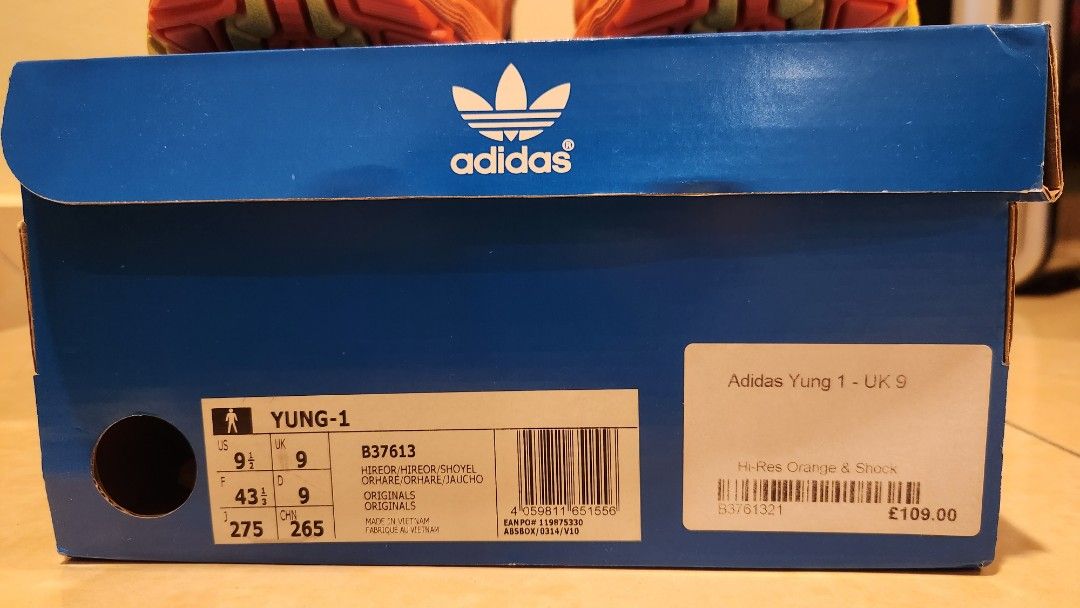 adidas®
YUNG-1
US
9½
UK
9
F
43⅓
D
9
J
275
CHN
265
B37613
HIREOR/HIREOR/SHOYEL
ORHARE/ORHARE/JAUCHO
ORIGINALS
ORIGINALS
MADE IN VIETNAM
FABRIQUE AU VIETNAM
4 059811 651556
EANPO# 119875330
ABSBOX/0314/V10
Adidas Yung 1 - UK 9
Hi-Res Orange & Shock
B3761321
£109.00